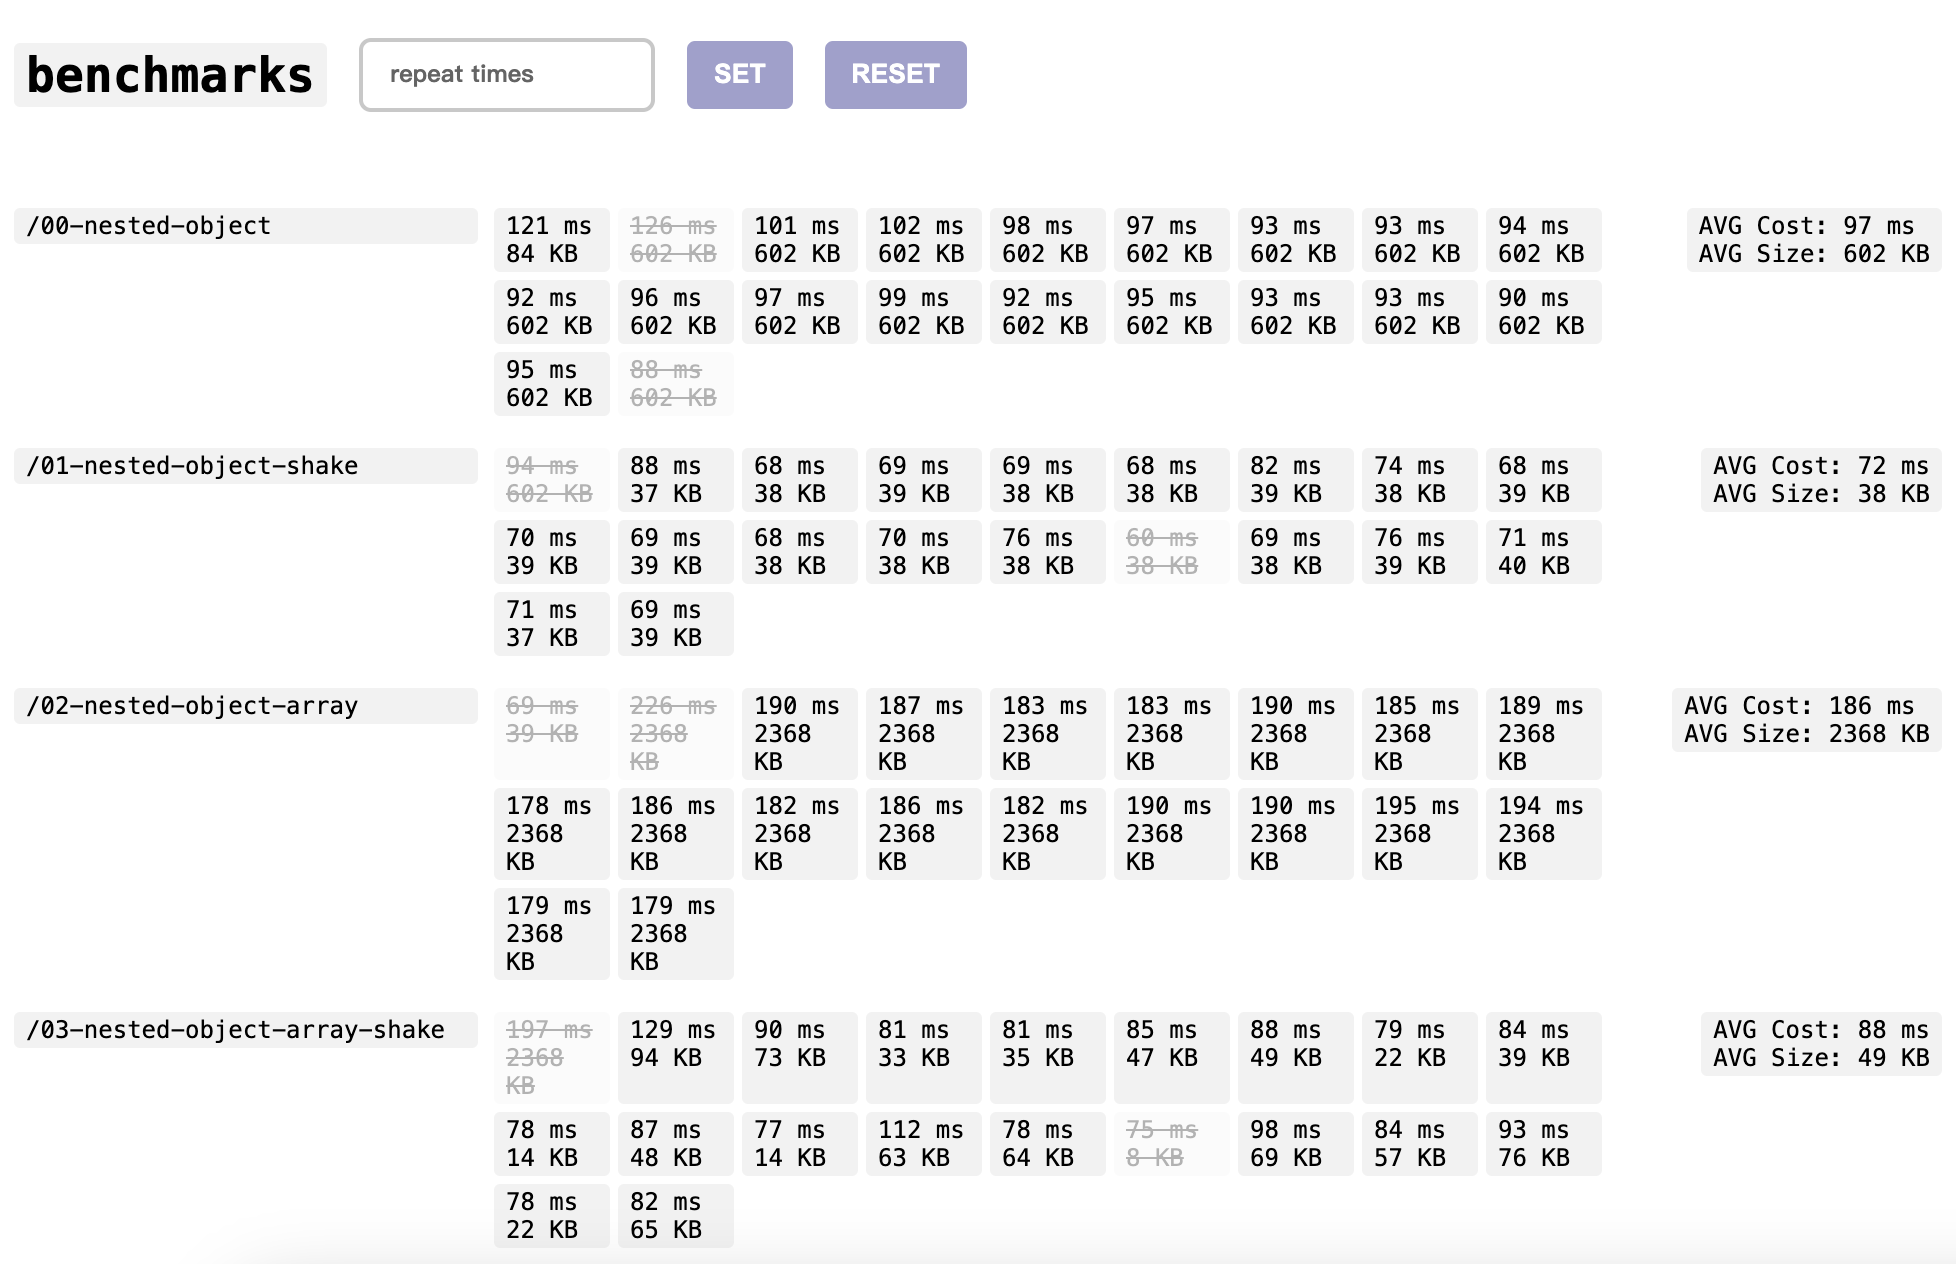 benchmarks
repeat times
SET
RESET
/00-nested-object
121 ms 126 ms 101 ms 102 ms 98 ms 97 ms 93 ms 93 ms 94 ms AVG Cost: 97 ms
84 KB 602 KB 602 KB 602 KB 602 KB 602 KB 602 KB 602 KB 602 KB AVG Size: 602 KB
92 ms 96 ms 97 ms 99 ms 92 ms 95 ms 93 ms 93 ms 90 ms
602 KB 602 KB 602 KB 602 KB 602 KB 602 KB 602 KB 602 KB 602 KB
95 ms 88 ms
602 KB 602 KB
/01-nested-object-shake
94 ms 88 ms 68 ms 69 ms 69 ms 68 ms 82 ms 74 ms 68 ms AVG Cost: 72 ms
602 KB 37 KB 38 KB 39 KB 38 KB 38 KB 39 KB 38 KB 39 KB AVG Size: 38 KB
70 ms 69 ms 68 ms 70 ms 76 ms 60 ms 69 ms 76 ms 71 ms
39 KB 39 KB 38 KB 38 KB 38 KB 38 KB 38 KB 39 KB 40 KB
71 ms 69 ms
37 KB 39 KB
/02-nested-object-array
69 ms 226 ms 190 ms 187 ms 183 ms 183 ms 190 ms 185 ms 189 ms AVG Cost: 186 ms
39 KB 2368 2368 2368 2368 2368 2368 2368 2368 AVG Size: 2368 KB
KB KB KB KB KB KB KB KB
178 ms 186 ms 182 ms 186 ms 182 ms 190 ms 190 ms 195 ms 194 ms
2368 2368 2368 2368 2368 2368 2368 2368 2368
KB KB KB KB KB KB KB KB KB
179 ms 179 ms
2368 2368
KB KB
/03-nested-object-array-shake
197 ms 129 ms 90 ms 81 ms 81 ms 85 ms 88 ms 79 ms 84 ms AVG Cost: 88 ms
2368 94 KB 73 KB 33 KB 35 KB 47 KB 49 KB 22 KB 39 KB AVG Size: 49 KB
KB
78 ms 87 ms 77 ms 112 ms 78 ms 75 ms 98 ms 84 ms 93 ms
14 KB 48 KB 14 KB 63 KB 64 KB 8 KB 69 KB 57 KB 76 KB
78 ms 82 ms
22 KB 65 KB